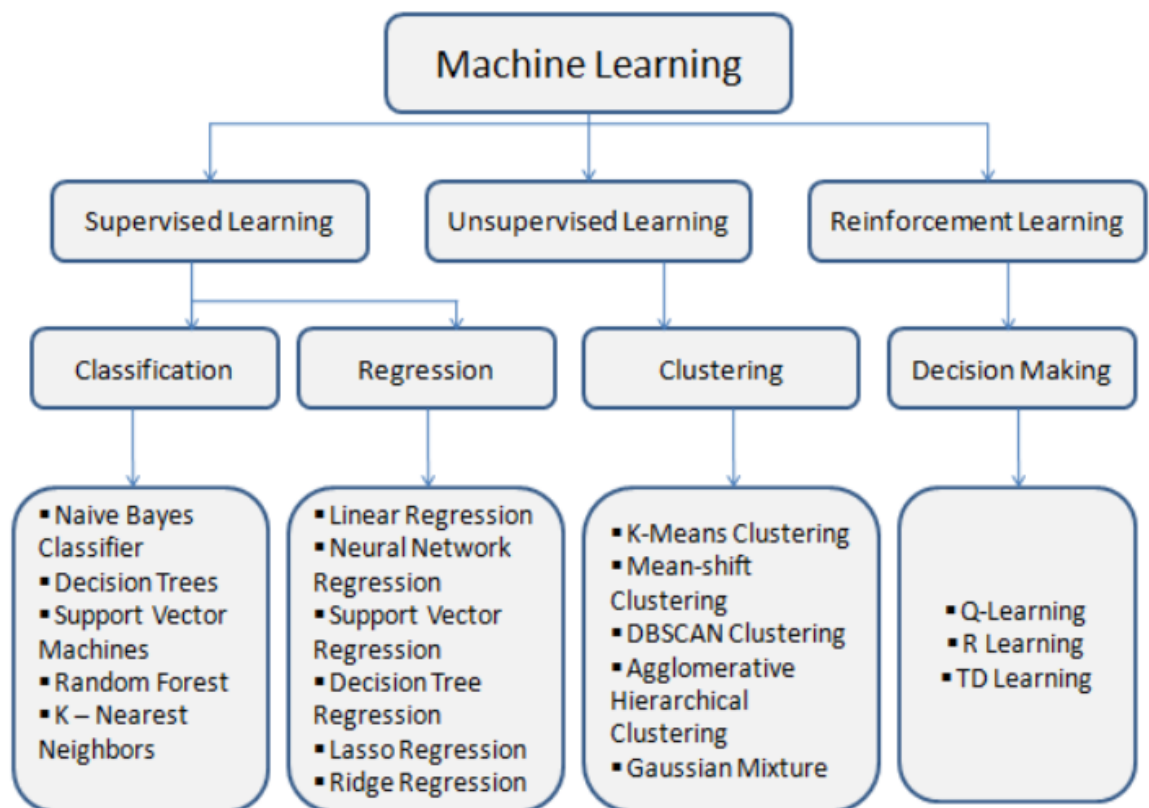 Machine Learning
Supervised Learning
Unsupervised Learning
Reinforcement Learning
Classification
Regression
Clustering
Decision Making
▪ Naive Bayes
Classifier
▪ Decision Trees
▪ Support Vector
Machines
▪ Random Forest
▪ K – Nearest
Neighbors
▪ Linear Regression
▪ Neural Network
Regression
▪ Support Vector
Regression
▪ Decision Tree
Regression
▪ Lasso Regression
▪ Ridge Regression
▪ K-Means Clustering
▪ Mean-shift
Clustering
▪ DBSCAN Clustering
▪ Agglomerative
Hierarchical
Clustering
▪ Gaussian Mixture
▪ Q-Learning
▪ R Learning
▪ TD Learning